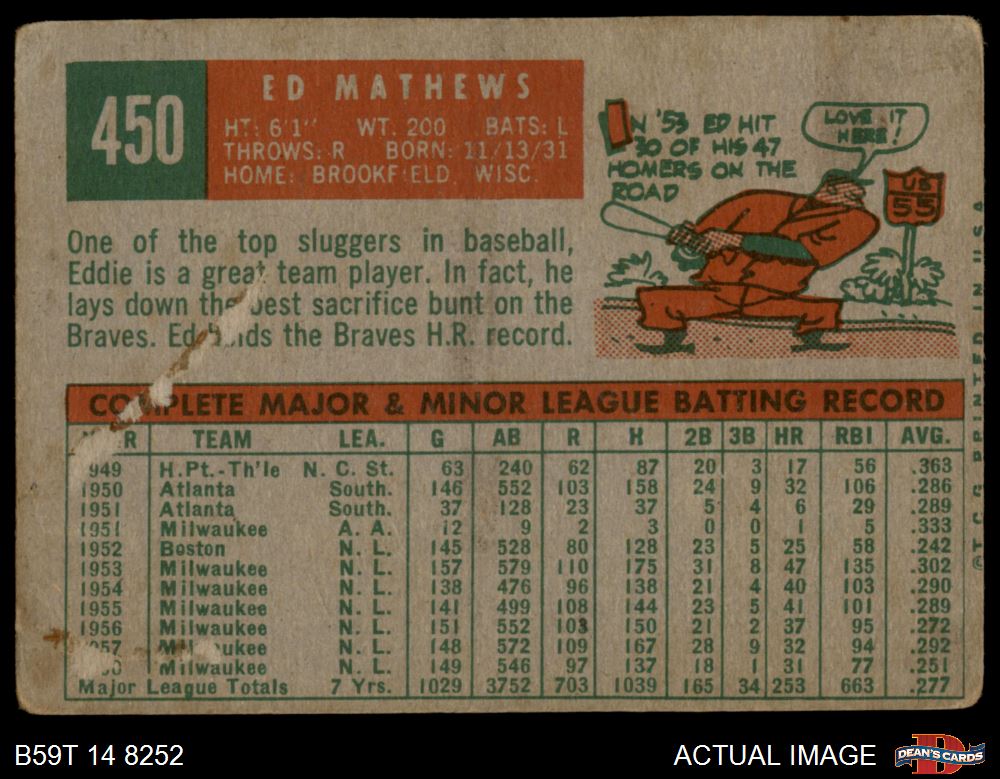 450
ED MATHEWS
HT: 6'1" WT. 200 BATS: L
THROWS: R BORN: 11/13/31
HOME: BROOKFIELD, WISC.
IN '53 ED HIT
30 OF HIS 47
HOMERS ON THE
ROAD
LOVE IT
HERE!
US
55
One of the top sluggers in baseball,
Eddie is a great team player. In fact, he
lays down the best sacrifice bunt on the
Braves. Ed holds the Braves H.R. record.
COMPLETE MAJOR & MINOR LEAGUE BATTING RECORD
YEAR TEAM LEA. G AB R H 2B 3B HR RBI AVG.
949 H.Pt.-Th'le N. C. St. 63 240 62 87 20 3 17 56 .363
1950 Atlanta South. 146 552 103 158 24 9 32 106 .286
1951 Atlanta South. 37 128 23 37 5 4 6 29 .289
1951 Milwaukee A. A. 12 9 2 3 0 0 1 5 .333
1952 Boston N. L. 145 528 80 128 23 5 25 58 .242
1953 Milwaukee N. L. 157 579 110 175 31 8 47 135 .302
1954 Milwaukee N. L. 138 476 96 138 21 4 40 103 .290
1955 Milwaukee N. L. 141 499 108 144 23 5 41 101 .289
1956 Milwaukee N. L. 151 552 103 150 21 2 37 95 .272
957 Milwaukee N. L. 148 572 109 167 28 9 32 94 .292
Milwaukee N. L. 149 546 97 137 18 1 31 77 .251
Major League Totals 7 Yrs. 1029 3752 703 1039 165 34 253 663 .277
©T.C.G. PRINTED IN U.S.A.
B59T 14 8252
ACTUAL IMAGE
DEAN'S CARDS